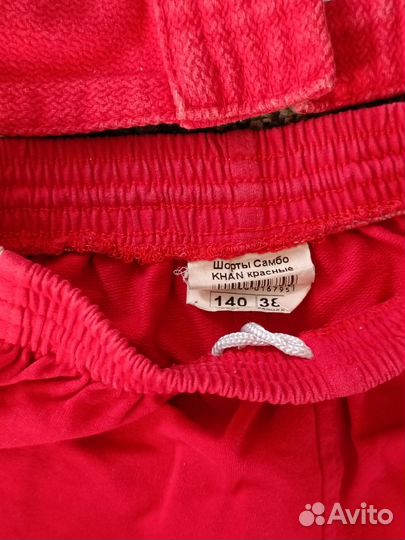 Шорты Самбо
KHAN красные
140 38
Avito